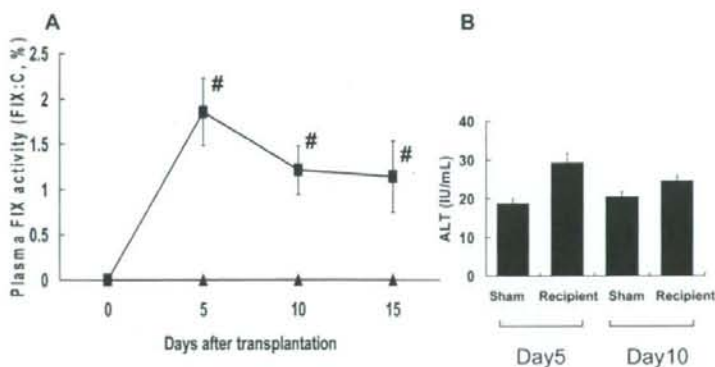 A
Plasma FIX activity (FIX:C, %)
2.5
2
1.5
1
0.5
0
#
#
#
0
5
10
15
Days after transplantation
B
ALT (IU/mL)
40
30
20
10
0
Sham Recipient Sham Recipient
Day5 Day10